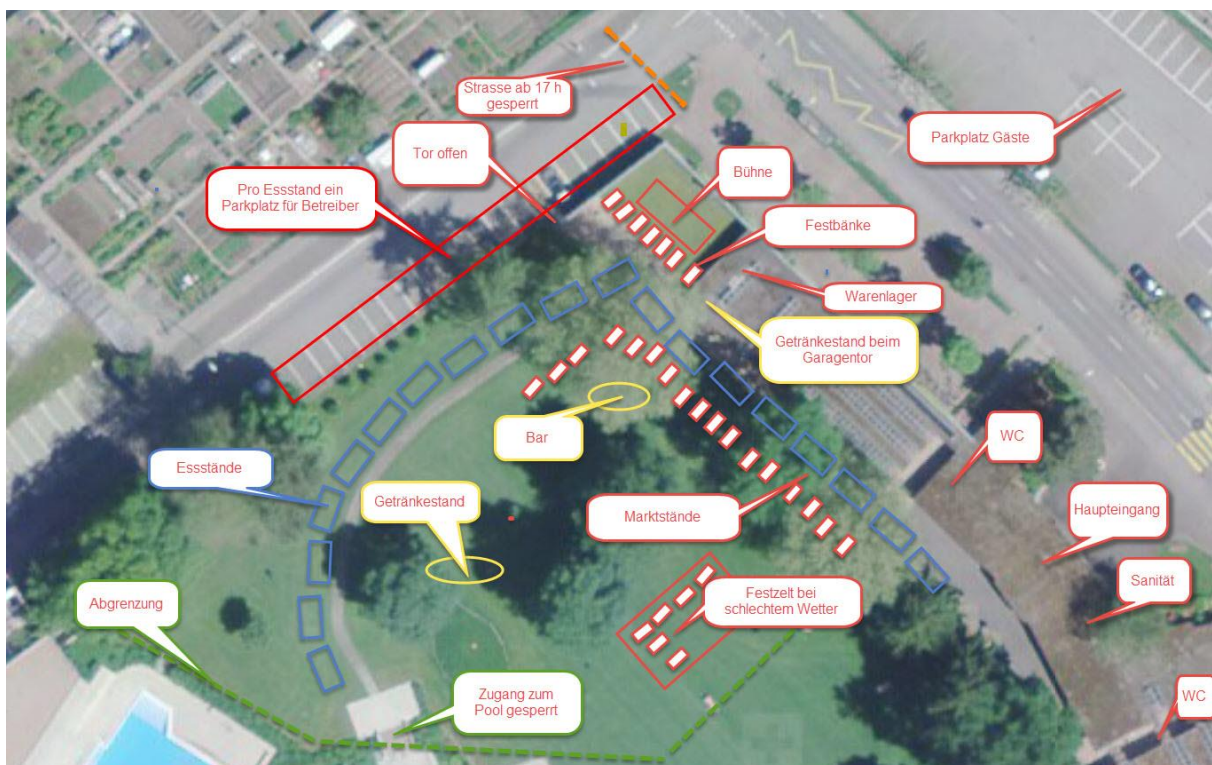 Strasse ab 17 h
gesperrt
Parkplatz Gäste
Tor offen
Bühne
Pro Essstand ein
Parkplatz für Betreiber
Festbänke
Warenlager
Getränkestand beim
Garagentor
Bar
WC
Essstände
Getränkestand
Marktstände
Haupteingang
Festzelt bei
schlechtem Wetter
Sanität
Abgrenzung
Zugang zum
Pool gesperrt
WC